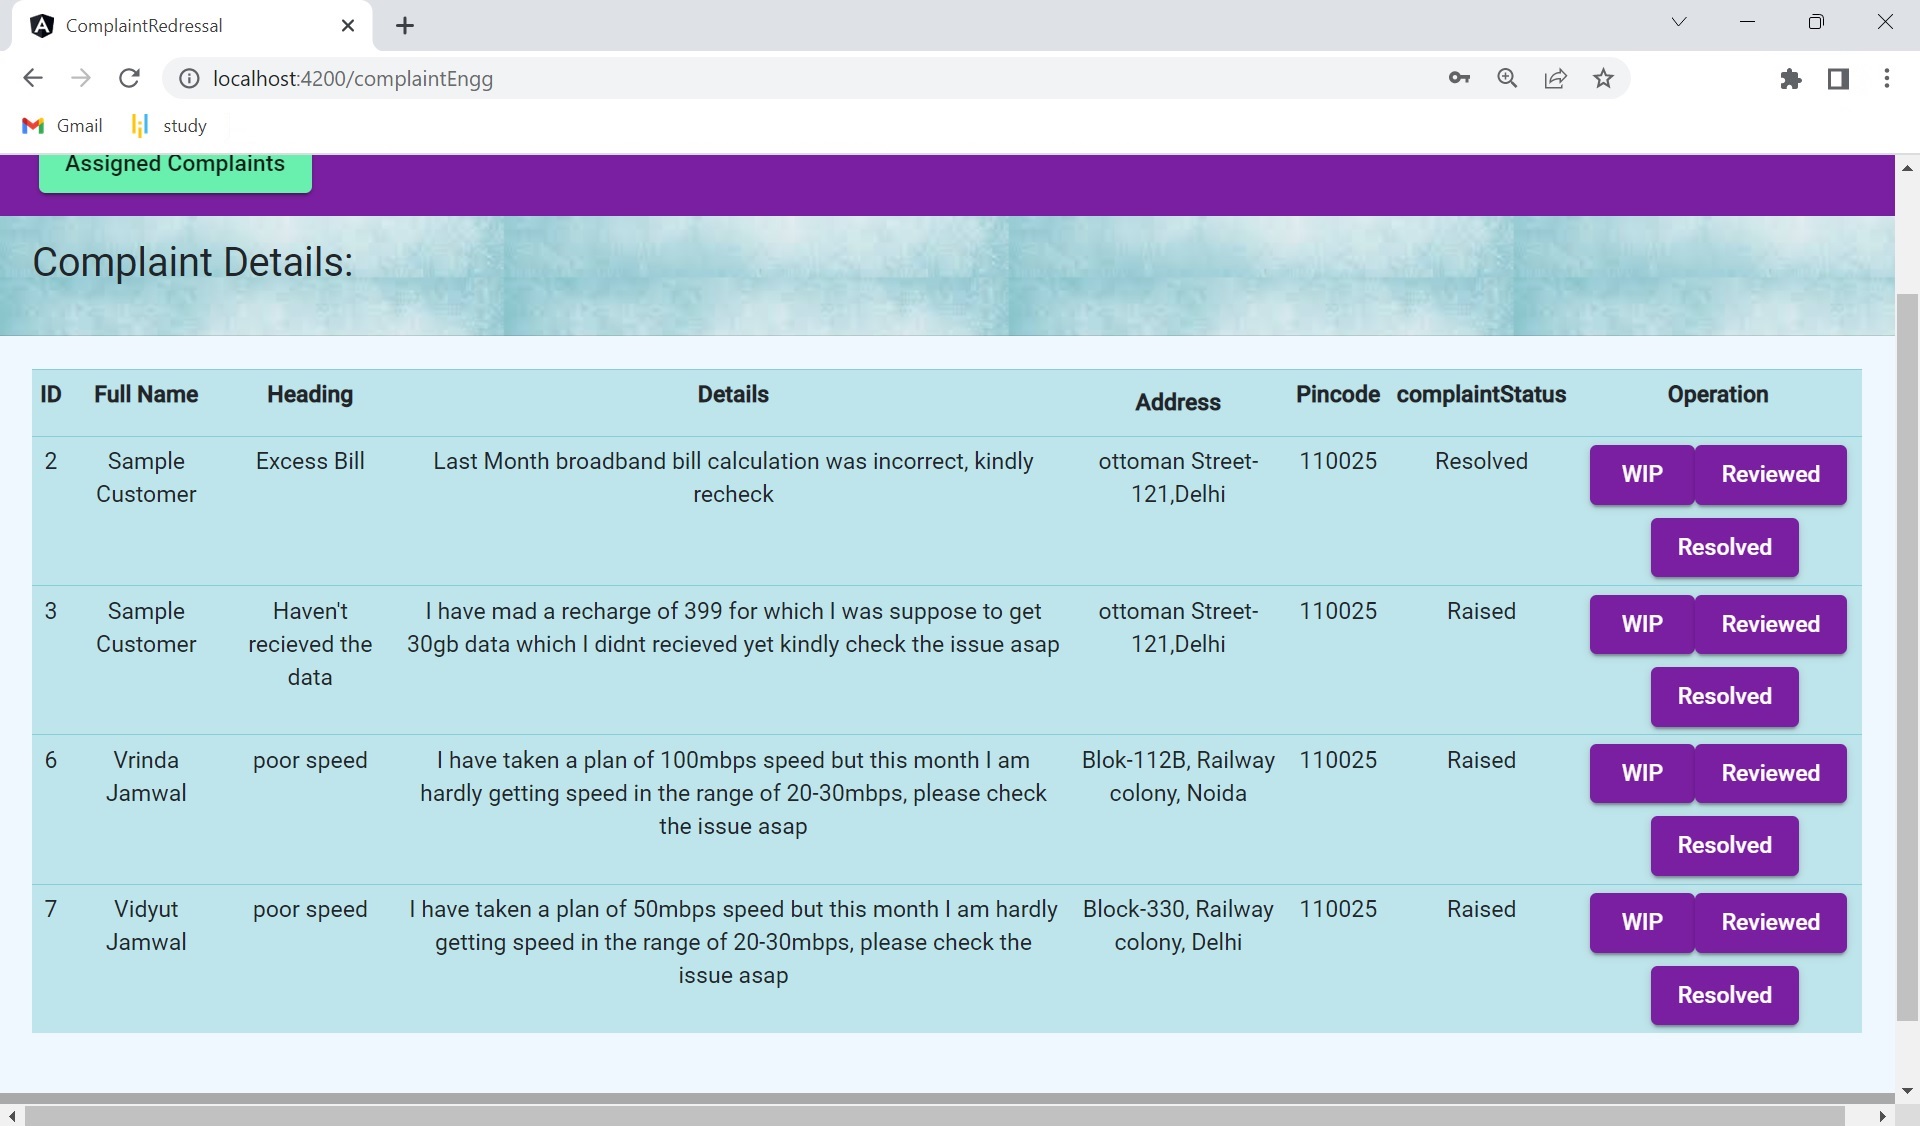 ComplaintRedressal
localhost:4200/complaintEngg
Gmail study
Assigned Complaints
Complaint Details:
ID Full Name Heading Details Address Pincode complaintStatus Operation
2 Sample Excess Bill Last Month broadband bill calculation was incorrect, kindly ottoman Street- 110025 Resolved WIP Reviewed
Customer recheck 121,Delhi
Resolved
3 Sample Haven't I have mad a recharge of 399 for which I was suppose to get ottoman Street- 110025 Raised WIP Reviewed
Customer recieved the 30gb data which I didnt recieved yet kindly check the issue asap 121,Delhi
data
Resolved
6 Vrinda poor speed I have taken a plan of 100mbps speed but this month I am Blok-112B, Railway 110025 Raised WIP Reviewed
Jamwal hardly getting speed in the range of 20-30mbps, please check colony, Noida
the issue asap
Resolved
7 Vidyut poor speed I have taken a plan of 50mbps speed but this month I am hardly Block-330, Railway 110025 Raised WIP Reviewed
Jamwal getting speed in the range of 20-30mbps, please check the colony, Delhi
issue asap
Resolved